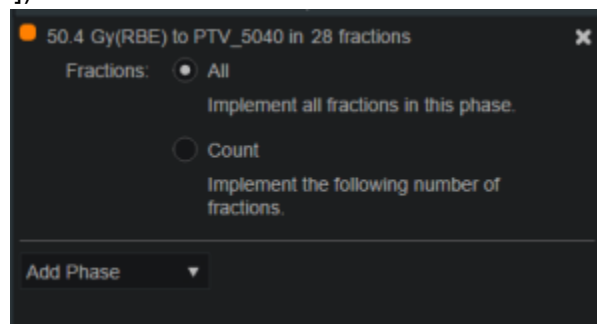 50.4 Gy(RBE) to PTV_5040 in 28 fractions
Fractions:
All
Implement all fractions in this phase.
Count
Implement the following number of
fractions.
Add Phase